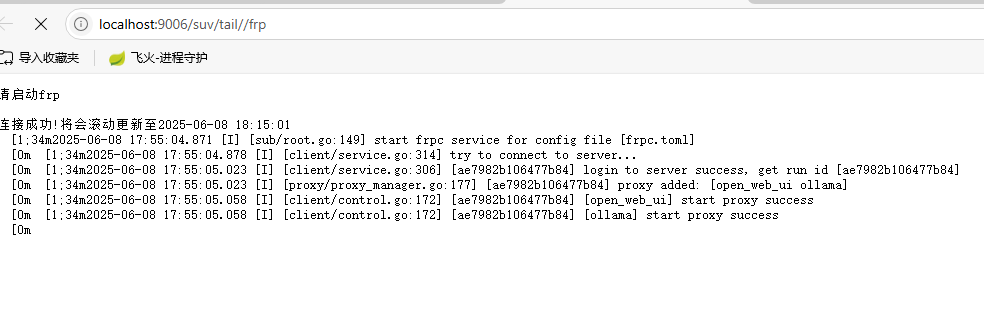 localhost:9006/suv/tail//frp
导入收藏夹
飞火-进程守护
请启动frp
连接成功!将会滚动更新至2025-06-08 18:15:01
[1;34m2025-06-08 17:55:04.871 [I] [sub/root.go:149] start frpc service for config file [frpc.toml]
[0m [1;34m2025-06-08 17:55:04.878 [I] [client/service.go:314] try to connect to server...
[0m [1;34m2025-06-08 17:55:05.023 [I] [client/service.go:306] [ae7982b106477b84] login to server success, get run id [ae7982b106477b84]
[0m [1;34m2025-06-08 17:55:05.023 [I] [proxy/proxy_manager.go:177] [ae7982b106477b84] proxy added: [open_web_ui ollama]
[0m [1;34m2025-06-08 17:55:05.058 [I] [client/control.go:172] [ae7982b106477b84] [open_web_ui] start proxy success
[0m [1;34m2025-06-08 17:55:05.058 [I] [client/control.go:172] [ae7982b106477b84] [ollama] start proxy success
[0m